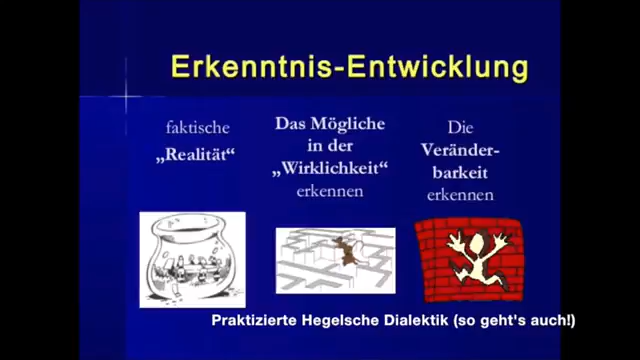 Erkenntnis-Entwicklung
faktische
„Realität“
Das Mögliche
in der
„Wirklichkeit“
erkennen
Die
Veränder-
barkeit
erkennen
Praktizierte Hegelsche Dialektik (so geht's auch!)